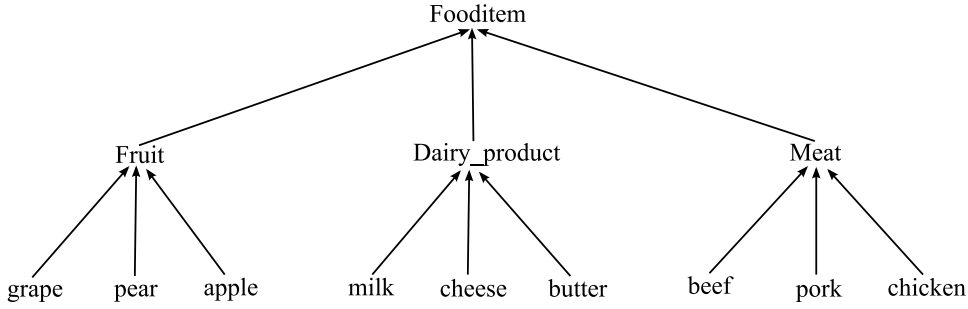 Fooditem
Fruit Dairy_product Meat
grape pear apple milk cheese butter beef pork chicken